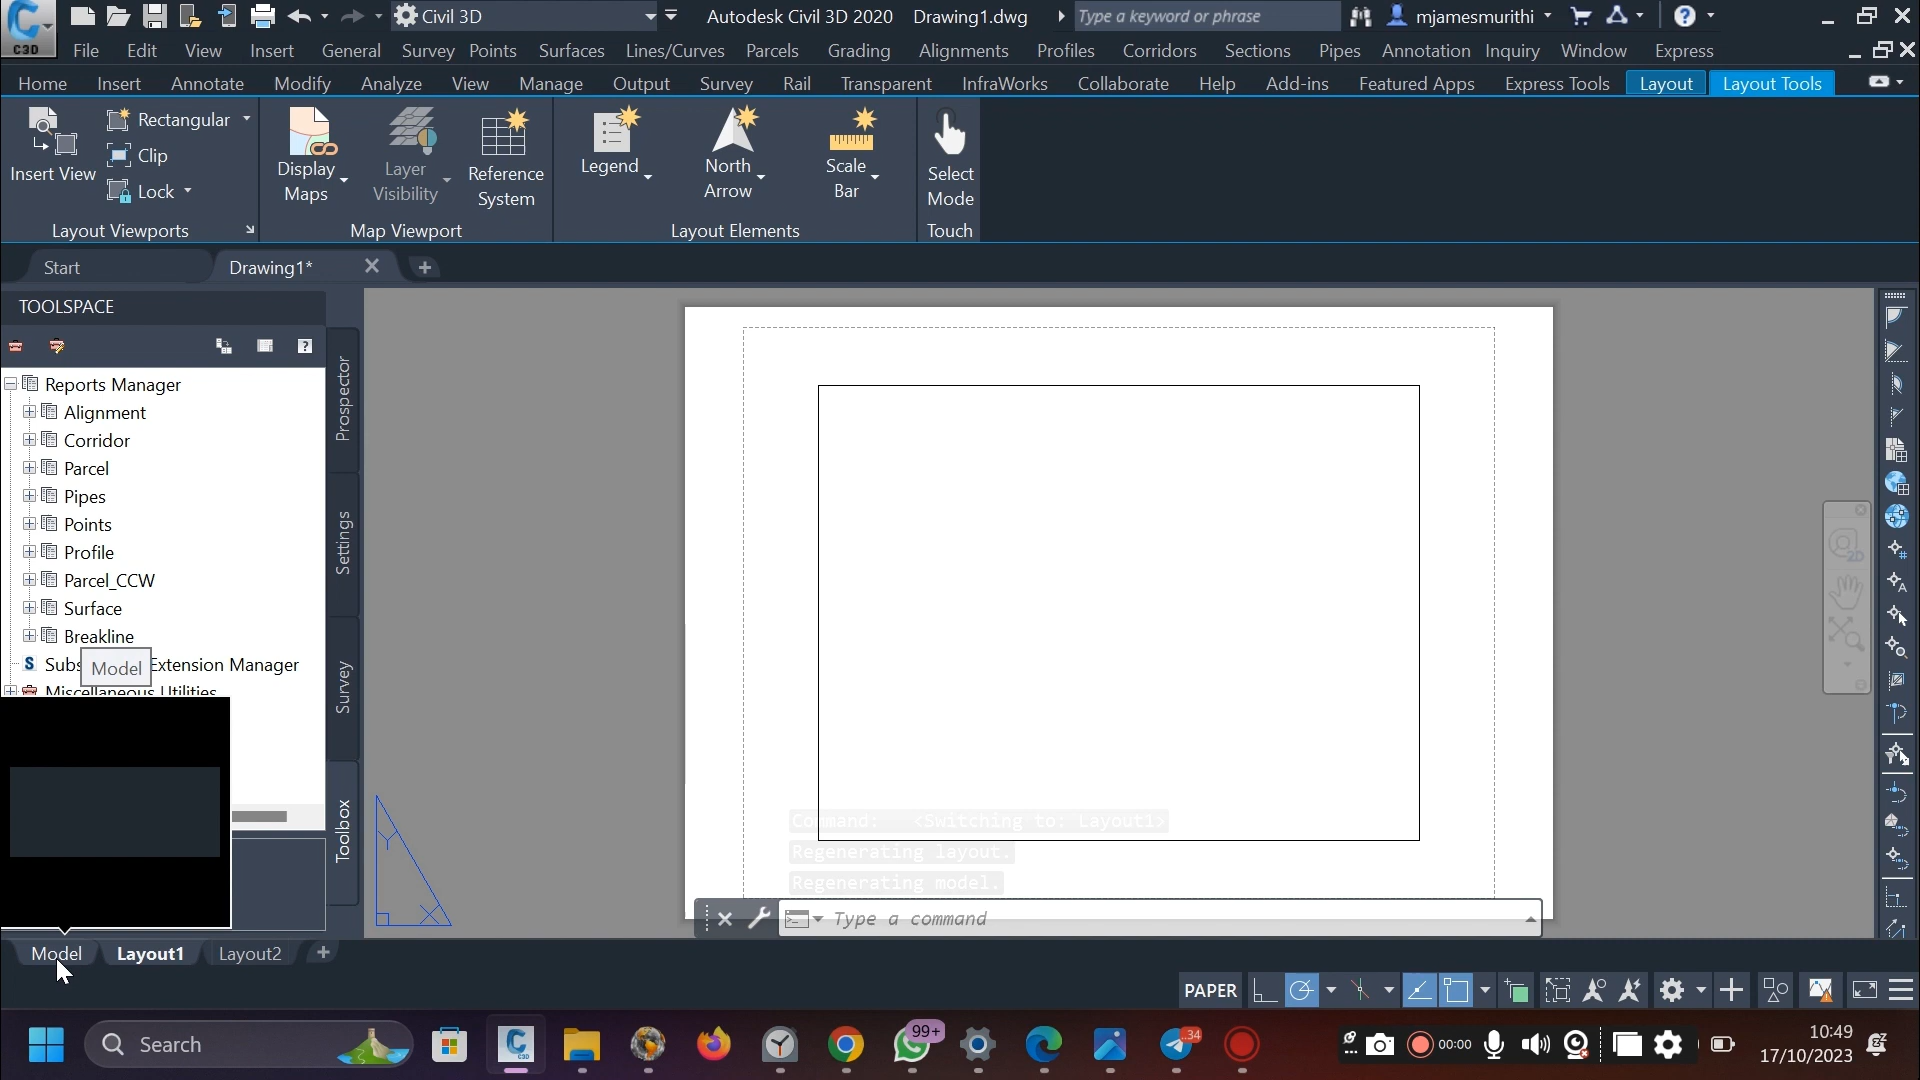 Civil 3D
Autodesk Civil 3D 2020 Drawing1.dwg
Type a keyword or phrase
mjamesmurithi
C3D
File Edit View Insert General Survey Points Surfaces Lines/Curves Parcels Grading Alignments Profiles Corridors Sections Pipes Annotation Inquiry Window Express
Home Insert Annotate Modify Analyze View Manage Output Survey Rail Transparent InfraWorks Collaborate Help Add-ins Featured Apps Express Tools Layout Layout Tools
Insert View
Rectangular
Clip
Lock
Layout Viewports
Display
Maps
Layer
Visibility
Reference
System
Map Viewport
Legend
North
Arrow
Scale
Bar
Layout Elements
Select
Mode
Touch
Start
Drawing1*
TOOLSPACE
Reports Manager
Alignment
Corridor
Parcel
Pipes
Points
Profile
Parcel_CCW
Surface
Breakline
Subs
Model
Extension Manager
Miscellaneous Utilities
Prospector
Settings
Survey
Toolbox
Y
X
2D
Command: <Switching to: Layout1>
Regenerating layout.
Regenerating model.
Type a command
Model
Layout1
Layout2
PAPER
Search
C3D
99+
34
00:00
10:49
17/10/2023